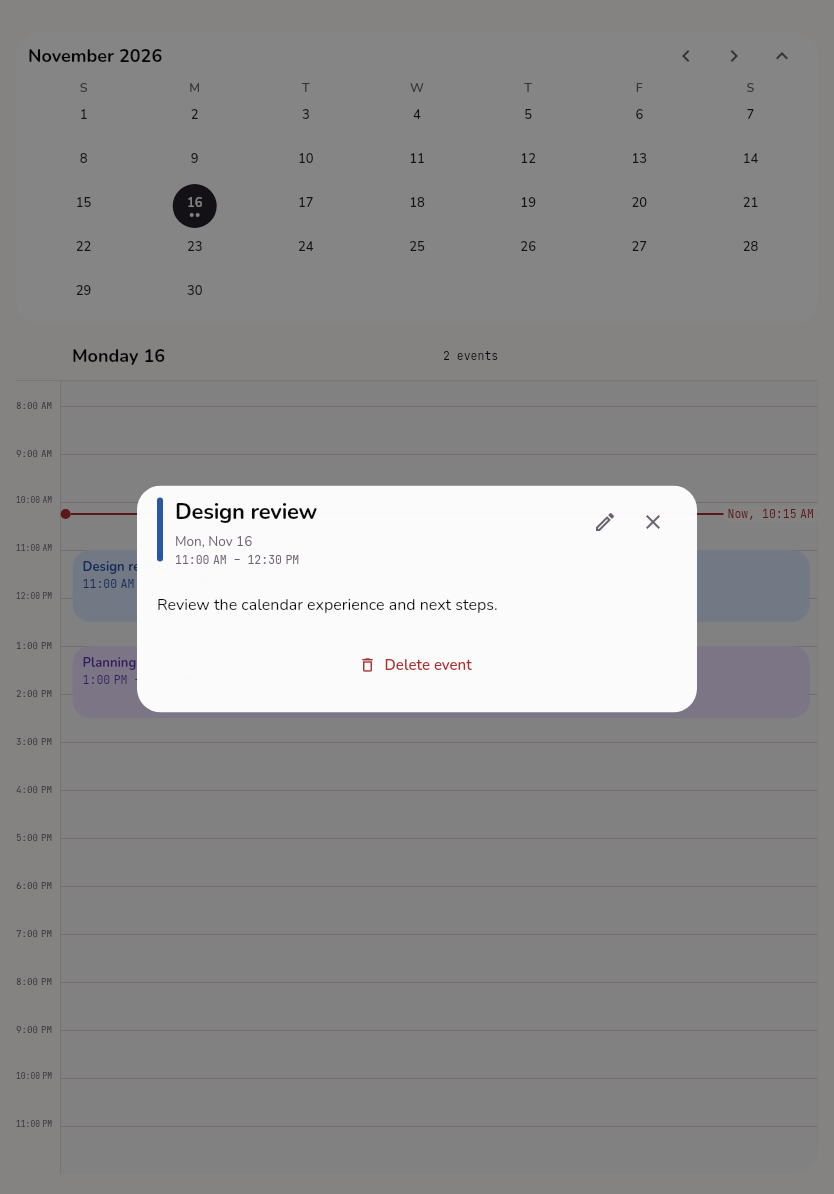 November 2026
S M T W T F S
1 2 3 4 5 6 7
8 9 10 11 12 13 14
15 16 17 18 19 20 21
22 23 24 25 26 27 28
29 30
Monday 16
2 events
8:00 AM
9:00 AM
10:00 AM
Now, 10:15 AM
Design review
Mon, Nov 16
11:00 AM – 12:30 PM
Review the calendar experience and next steps.
Delete event
11:00 AM
Design re
11:00 AM
12:00 PM
1:00 PM
Planning
1:00 PM -
2:00 PM
3:00 PM
4:00 PM
5:00 PM
6:00 PM
7:00 PM
8:00 PM
9:00 PM
10:00 PM
11:00 PM